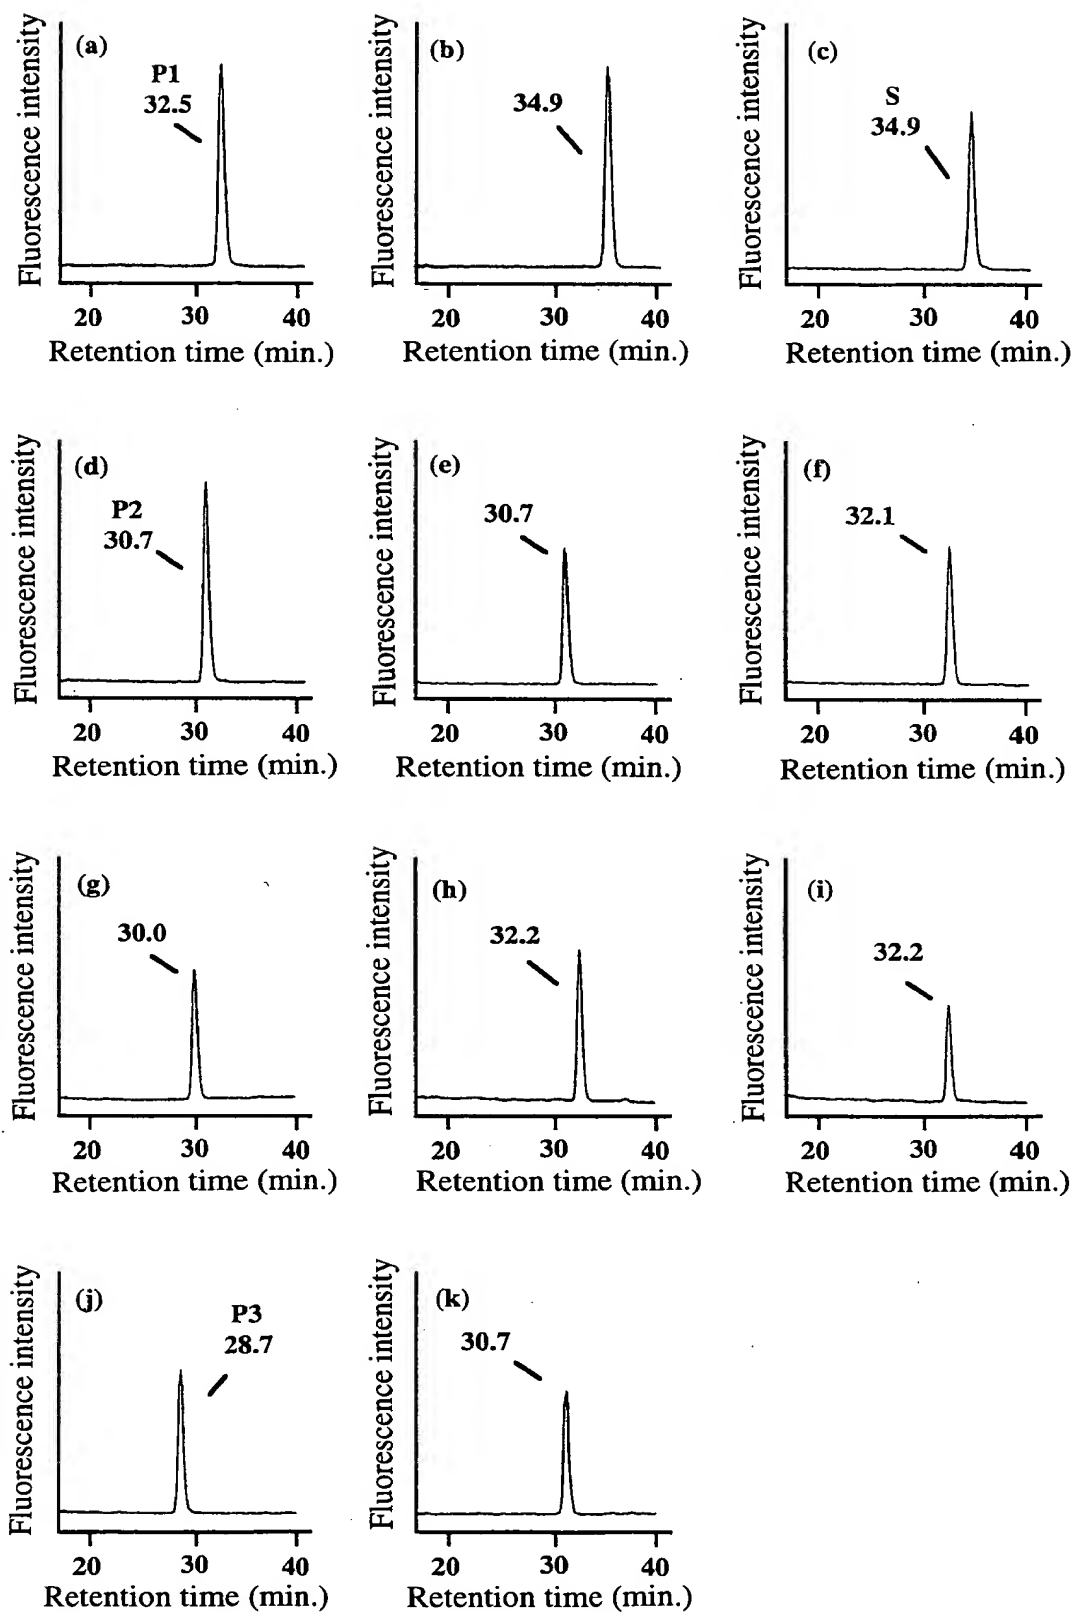 Fluorescence intensity
(a)
P1
32.5
20 30 40
Retention time (min.)
Fluorescence intensity
(b)
34.9
20 30 40
Retention time (min.)
Fluorescence intensity
(c)
S
34.9
20 30 40
Retention time (min.)
Fluorescence intensity
(d)
P2
30.7
20 30 40
Retention time (min.)
Fluorescence intensity
(e)
30.7
20 30 40
Retention time (min.)
Fluorescence intensity
(f)
32.1
20 30 40
Retention time (min.)
Fluorescence intensity
(g)
30.0
20 30 40
Retention time (min.)
Fluorescence intensity
(h)
32.2
20 30 40
Retention time (min.)
Fluorescence intensity
(i)
32.2
20 30 40
Retention time (min.)
Fluorescence intensity
(j)
P3
28.7
20 30 40
Retention time (min.)
Fluorescence intensity
(k)
30.7
20 30 40
Retention time (min.)